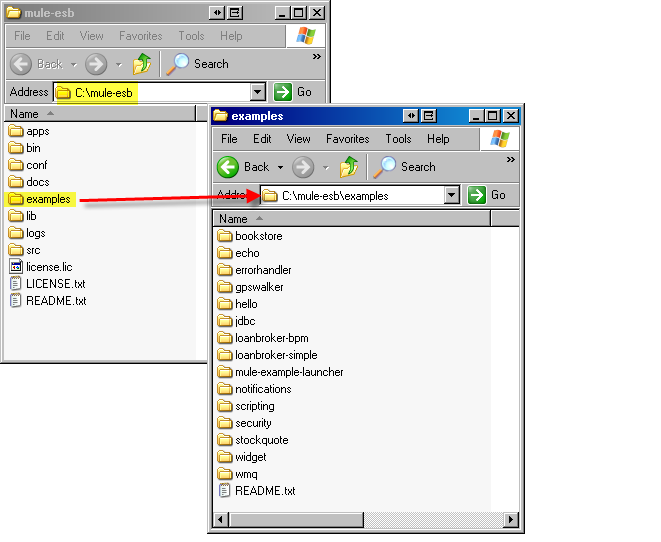 mule-esb
File Edit View Favorites Tools Help
Back Search »
Address C:\mule-esb Go
Name
apps
bin
conf
docs
examples
lib
logs
src
license.lic
LICENSE.txt
README.txt
examples
File Edit View Favorites Tools Help
Back Search »
Addre C:\mule-esb\examples Go
Name
bookstore
echo
errorhandler
gpswalker
hello
jdbc
loanbroker-bpm
loanbroker-simple
mule-example-launcher
notifications
scripting
security
stockquote
widget
wmq
README.txt